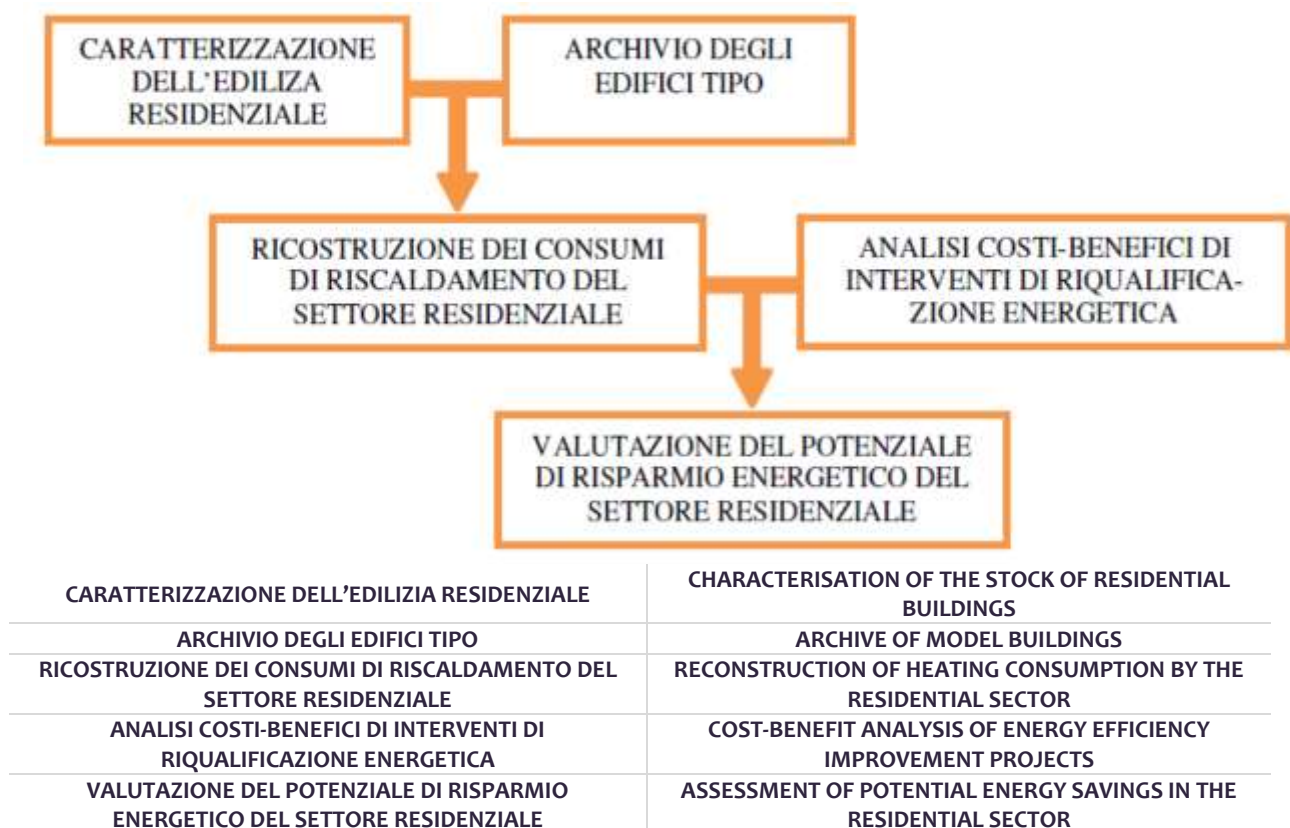 CARATTERIZZAZIONE
DELL'EDILIZA
RESIDENZIALE
ARCHIVIO DEGLI
EDIFICI TIPO
RICOSTRUZIONE DEI CONSUMI
DI RISCALDAMENTO DEL
SETTORE RESIDENZIALE
ANALISI COSTI-BENEFICI DI
INTERVENTI DI RIQUALIFICA-
ZIONE ENERGETICA
VALUTAZIONE DEL POTENZIALE
DI RISPARMIO ENERGETICO DEL
SETTORE RESIDENZIALE
CARATTERIZZAZIONE DELL'EDILIZIA RESIDENZIALE
CHARACTERISATION OF THE STOCK OF RESIDENTIAL
BUILDINGS
ARCHIVIO DEGLI EDIFICI TIPO
ARCHIVE OF MODEL BUILDINGS
RICOSTRUZIONE DEI CONSUMI DI RISCALDAMENTO DEL
SETTORE RESIDENZIALE
RECONSTRUCTION OF HEATING CONSUMPTION BY THE
RESIDENTIAL SECTOR
ANALISI COSTI-BENEFICI DI INTERVENTI DI
RIQUALIFICAZIONE ENERGETICA
COST-BENEFIT ANALYSIS OF ENERGY EFFICIENCY
IMPROVEMENT PROJECTS
VALUTAZIONE DEL POTENZIALE DI RISPARMIO
ENERGETICO DEL SETTORE RESIDENZIALE
ASSESSMENT OF POTENTIAL ENERGY SAVINGS IN THE
RESIDENTIAL SECTOR